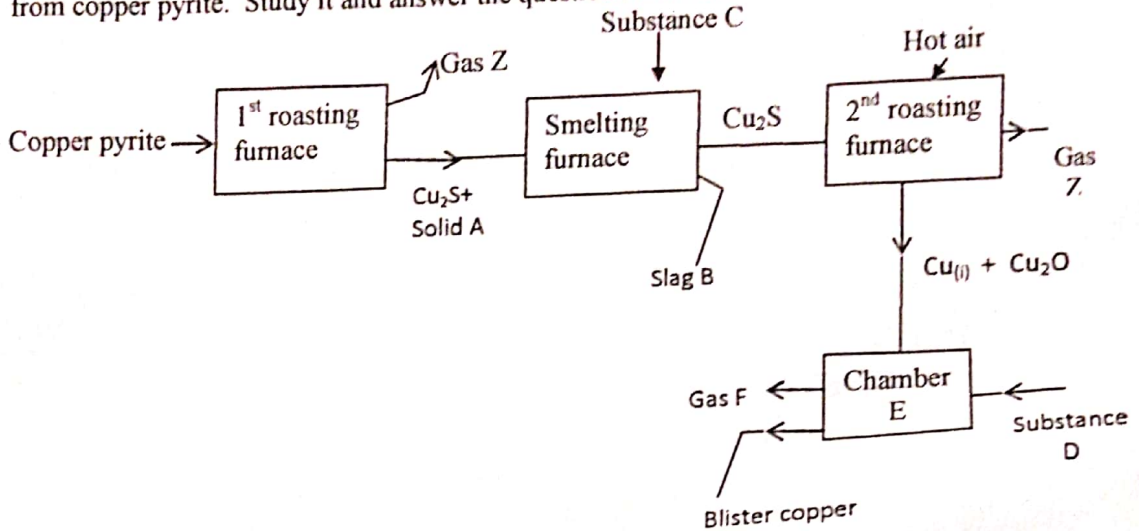 from copper pyrite. Study it and answer the
Substance C
Hot air
Gas Z
1st roasting
furnace
Copper pyrite
Smelting
furnace
Cu₂S
2nd roasting
furnace
Gas
Z
Cu₂S+
Solid A
Slag B
Cu(l) + Cu₂O
Chamber
E
Gas F
Substance
D
Blister copper